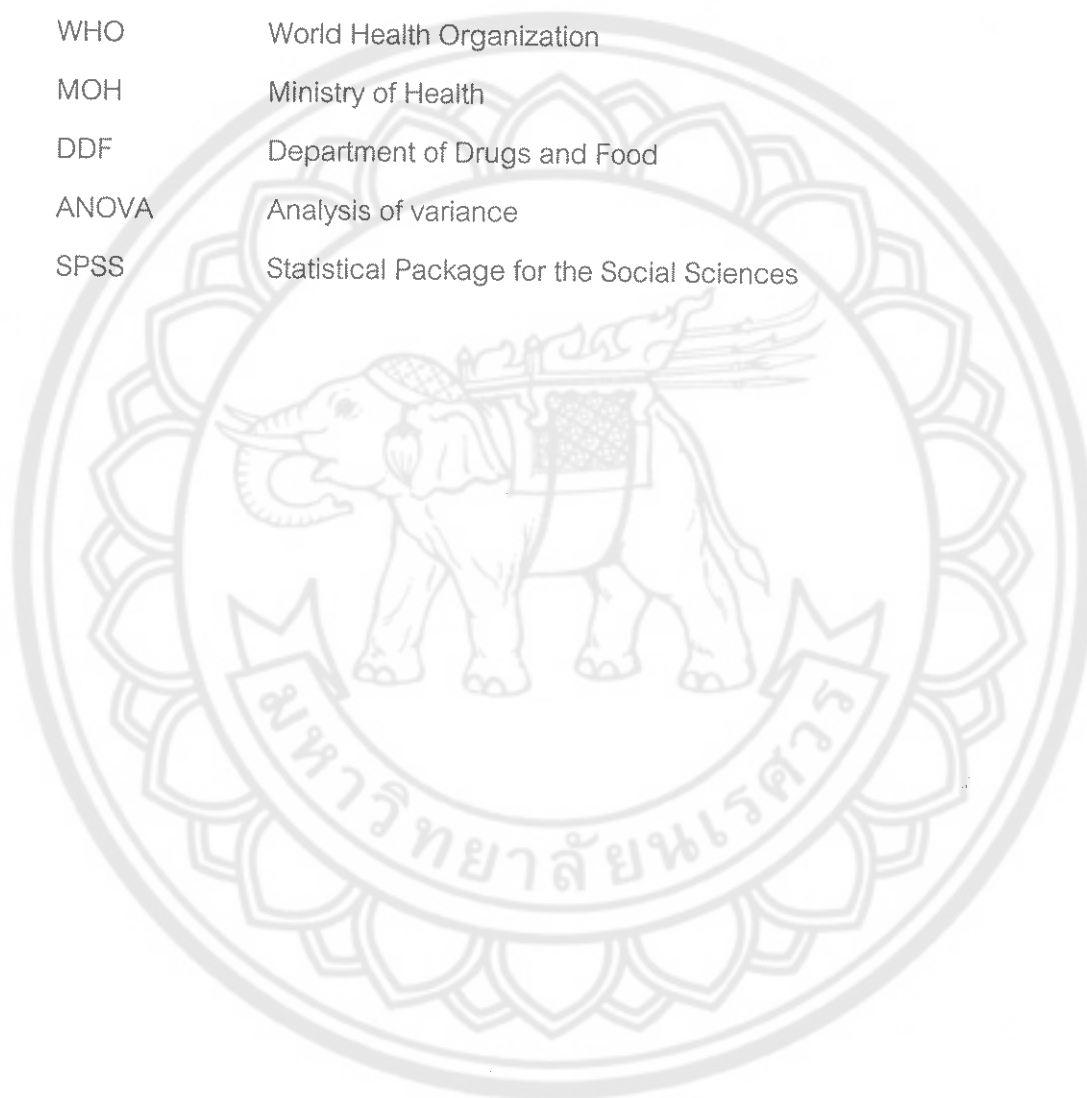 WHO World Health Organization
MOH Ministry of Health
DDF Department of Drugs and Food
ANOVA Analysis of variance
SPSS Statistical Package for the Social Sciences
มหาวิทยาลัยนเรศวร